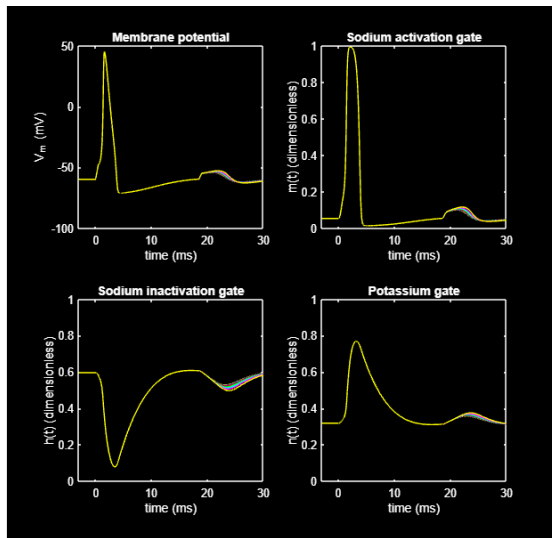 Membrane potential
50
0
-50
-100
V_m (mV)
0 10 20 30
time (ms)
Sodium activation gate
1
0.8
0.6
0.4
0.2
0
m(t) (dimensionless)
0 10 20 30
time (ms)
Sodium inactivation gate
1
0.8
0.6
0.4
0.2
0
h(t) (dimensionless)
0 10 20 30
time (ms)
Potassium gate
1
0.8
0.6
0.4
0.2
0
n(t) (dimensionless)
0 10 20 30
time (ms)